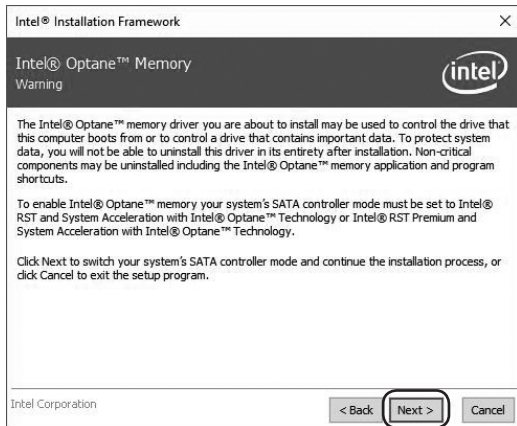 Intel® Installation Framework
Intel® Optane™ Memory
Warning
intel
The Intel® Optane™ memory driver you are about to install may be used to control the drive that
this computer boots from or to control a drive that contains important data. To protect system
data, you will not be able to uninstall this driver in its entirety after installation. Non-critical
components may be uninstalled including the Intel® Optane™ memory application and program
shortcuts.
To enable Intel® Optane™ memory your system's SATA controller mode must be set to Intel®
RST and System Acceleration with Intel® Optane™ Technology or Intel® RST Premium and
System Acceleration with Intel® Optane™ Technology.
Click Next to switch your system's SATA controller mode and continue the installation process, or
click Cancel to exit the setup program.
Intel Corporation
< Back Next > Cancel